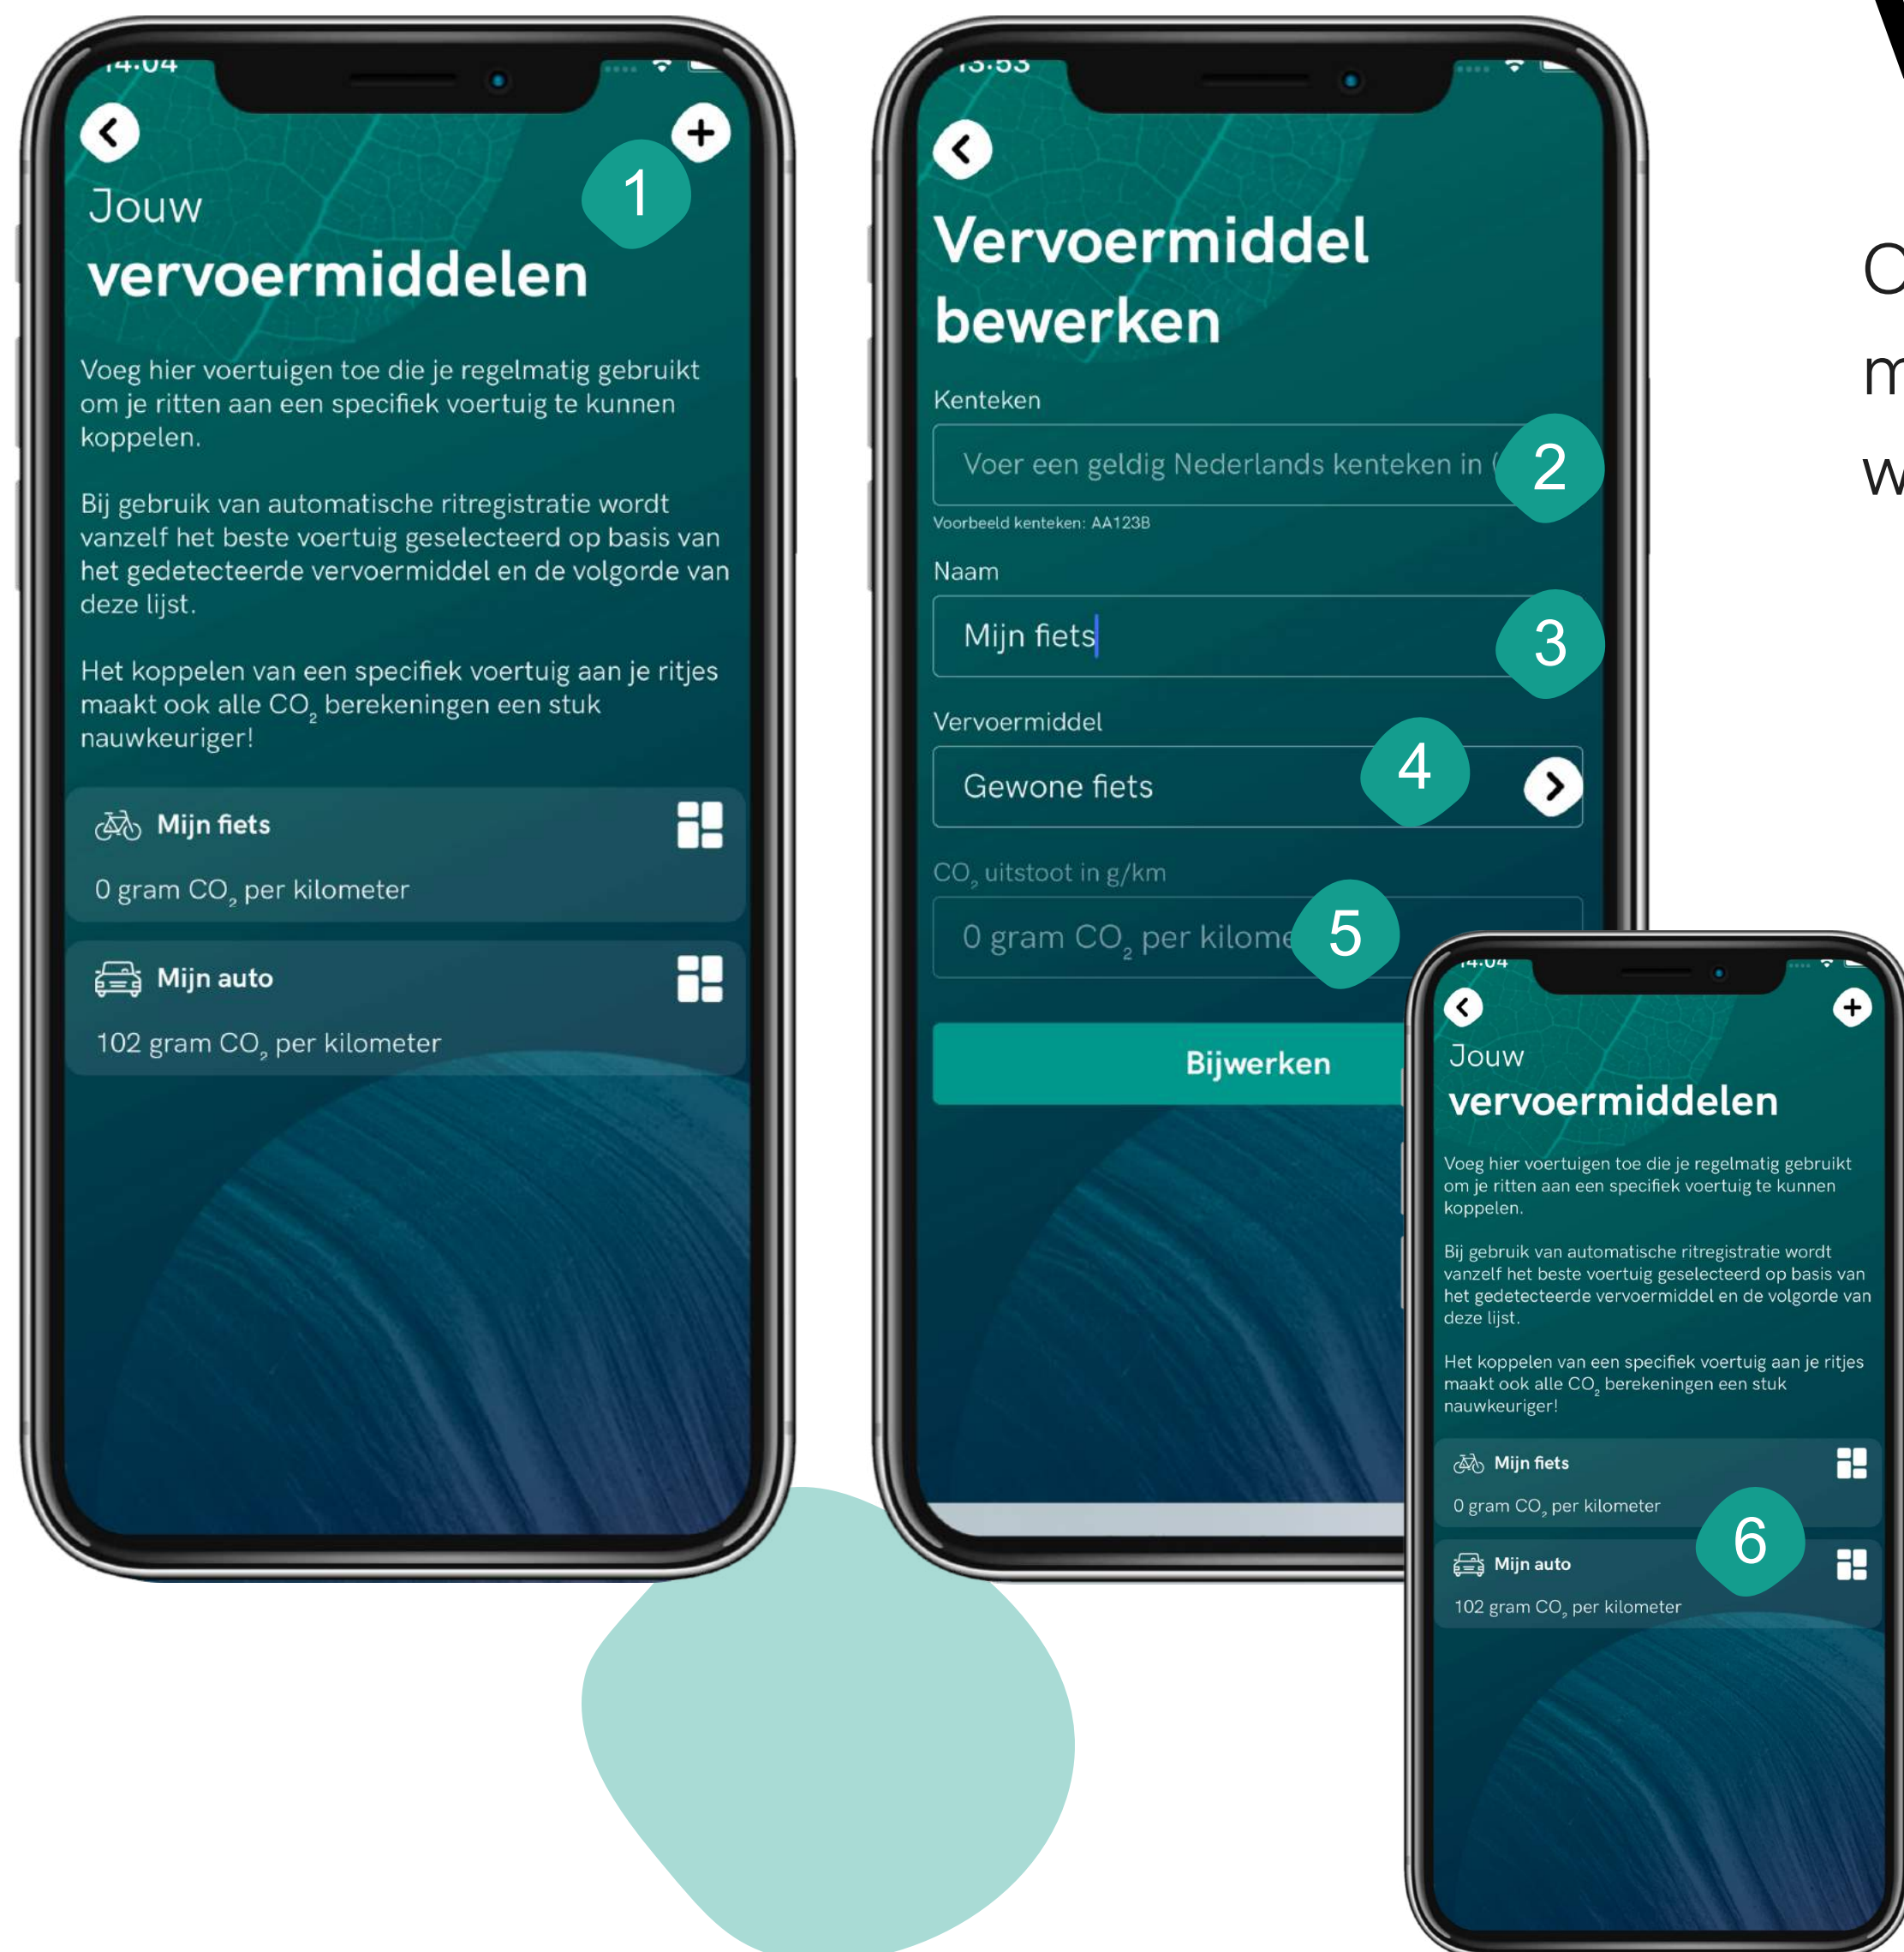 14:04
1
Jouw
vervoermiddelen
Voeg hier voertuigen toe die je regelmatig gebruikt
om je ritten aan een specifiek voertuig te kunnen
koppelen.
Bij gebruik van automatische ritregistratie wordt
vanzelf het beste voertuig geselecteerd op basis van
het gedetecteerde vervoermiddel en de volgorde van
deze lijst.
Het koppelen van een specifiek voertuig aan je ritjes
maakt ook alle CO₂ berekeningen een stuk
nauwkeuriger!
Mijn fiets
0 gram CO₂ per kilometer
Mijn auto
102 gram CO₂ per kilometer
13:53
Vervoermiddel
bewerken
Kenteken
Voer een geldig Nederlands kenteken in (
2
Voorbeeld kenteken: AA123B
Naam
Mijn fiets
3
Vervoermiddel
Gewone fiets
4
CO₂ uitstoot in g/km
0 gram CO₂ per
5
Bijwerken
14:04
Jouw
vervoermiddelen
Voeg hier voertuigen toe die je regelmatig gebruikt
om je ritten aan een specifiek voertuig te kunnen
koppelen.
Bij gebruik van automatische ritregistratie wordt
vanzelf het beste voertuig geselecteerd op basis van
het gedetecteerde vervoermiddel en de volgorde van
deze lijst.
Het koppelen van een specifiek voertuig aan je ritjes
maakt ook alle CO₂ berekeningen een stuk
nauwkeuriger!
Mijn fiets
0 gram CO₂ per kilometer
6
Mijn auto
102 gram CO₂ per kilometer